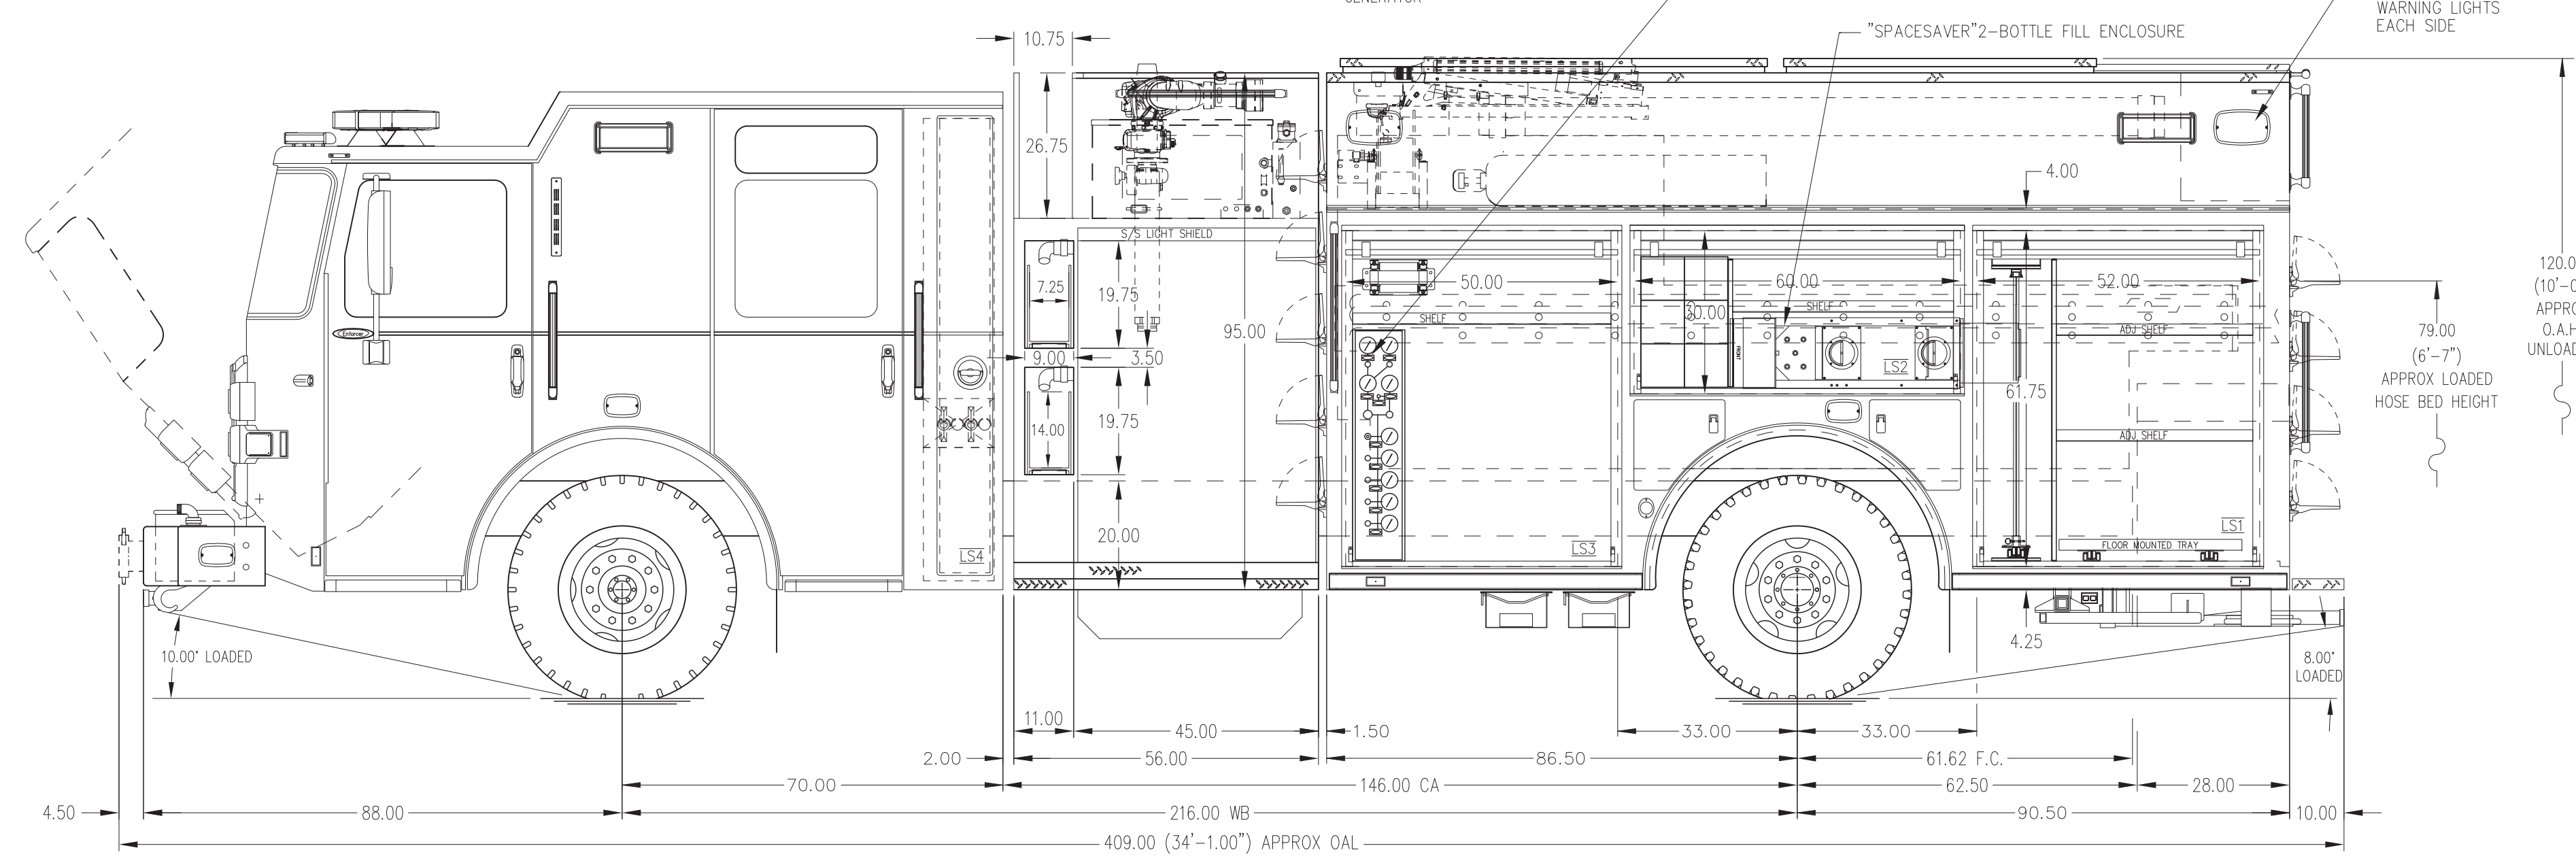 WARNING LIGHTS
EACH SIDE
"SPACESAVER"2-BOTTLE FILL ENCLOSURE
10.75
26.75
4.00
S/S LIGHT SHIELD
7.25
19.75
95.00
50.00
60.00
52.00
30.00
SHELF
SHELF
ADJ SHELF
Enforcer
9.00
3.50
FRONT
LS2
61.75
79.00
(6'-7")
APPROX LOADED
HOSE BED HEIGHT
14.00
19.75
ADJ SHELF
20.00
LS4
LS3
LS1
FLOOR MOUNTED TRAY
10.00° LOADED
4.25
8.00°
LOADED
11.00
45.00
1.50
33.00
33.00
2.00
56.00
86.50
61.62 F.C.
70.00
146.00 CA
62.50
28.00
4.50
88.00
216.00 WB
90.50
10.00
409.00 (34'-1.00") APPROX OAL